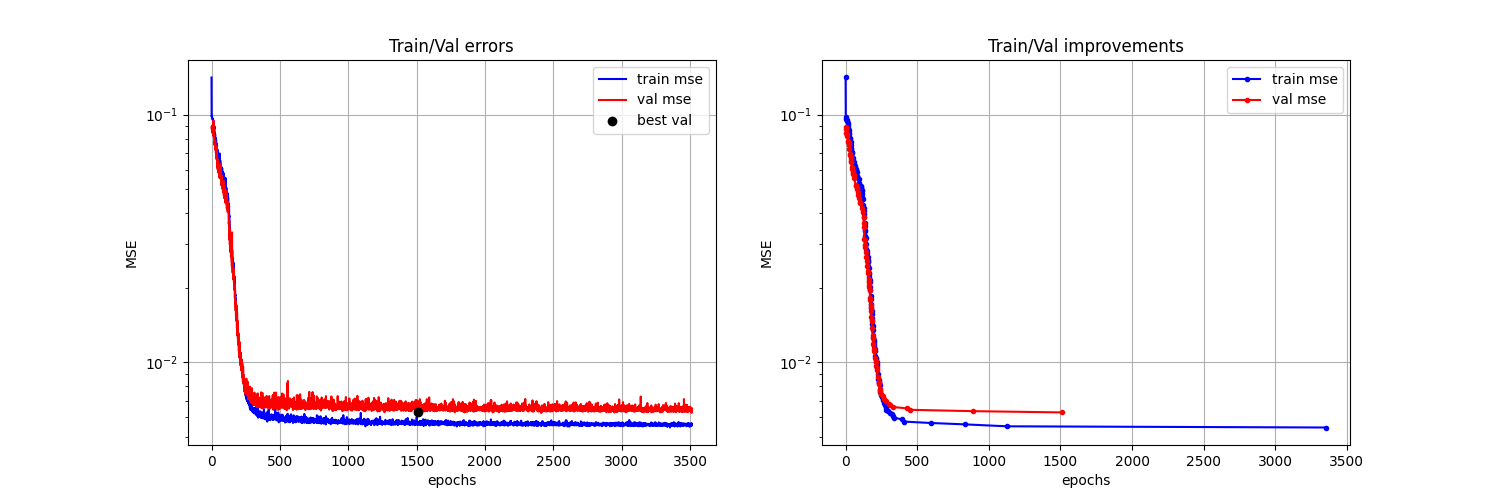 Train/Val errors
train mse
val mse
best val
10⁻¹
10⁻²
MSE
0 500 1000 1500 2000 2500 3000 3500
epochs
Train/Val improvements
train mse
val mse
10⁻¹
10⁻²
MSE
0 500 1000 1500 2000 2500 3000 3500
epochs